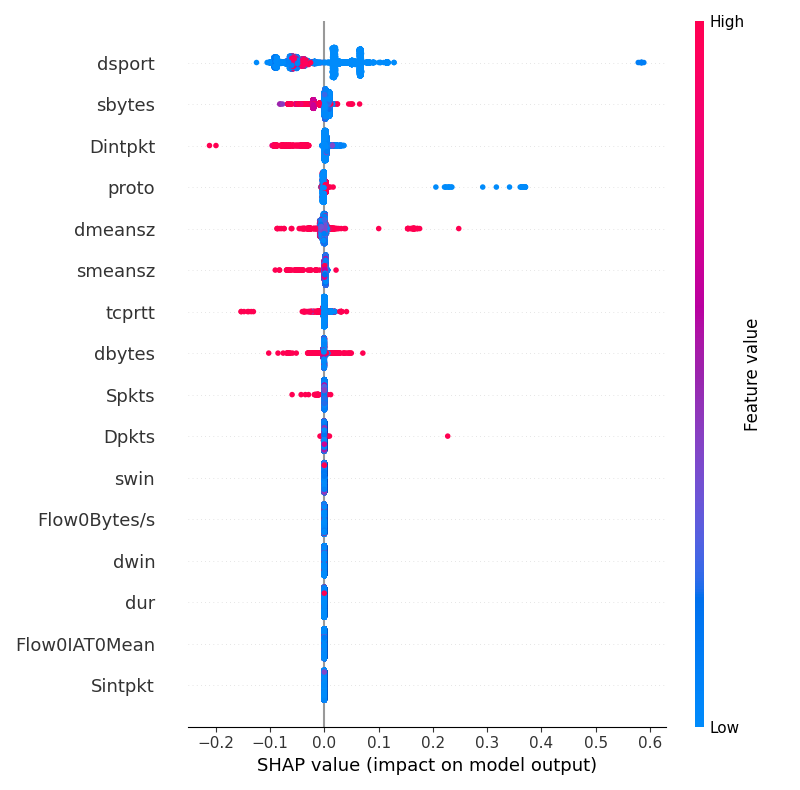 High
dsport
sbytes
Dintpkt
proto
dmeansz
smeansz
tcprtt
dbytes
Spkts
Dpkts
swin
Flow0Bytes/s
dwin
dur
Flow0IAT0Mean
Sintpkt
Feature value
Low
−0.2 −0.1 0.0 0.1 0.2 0.3 0.4 0.5 0.6
SHAP value (impact on model output)